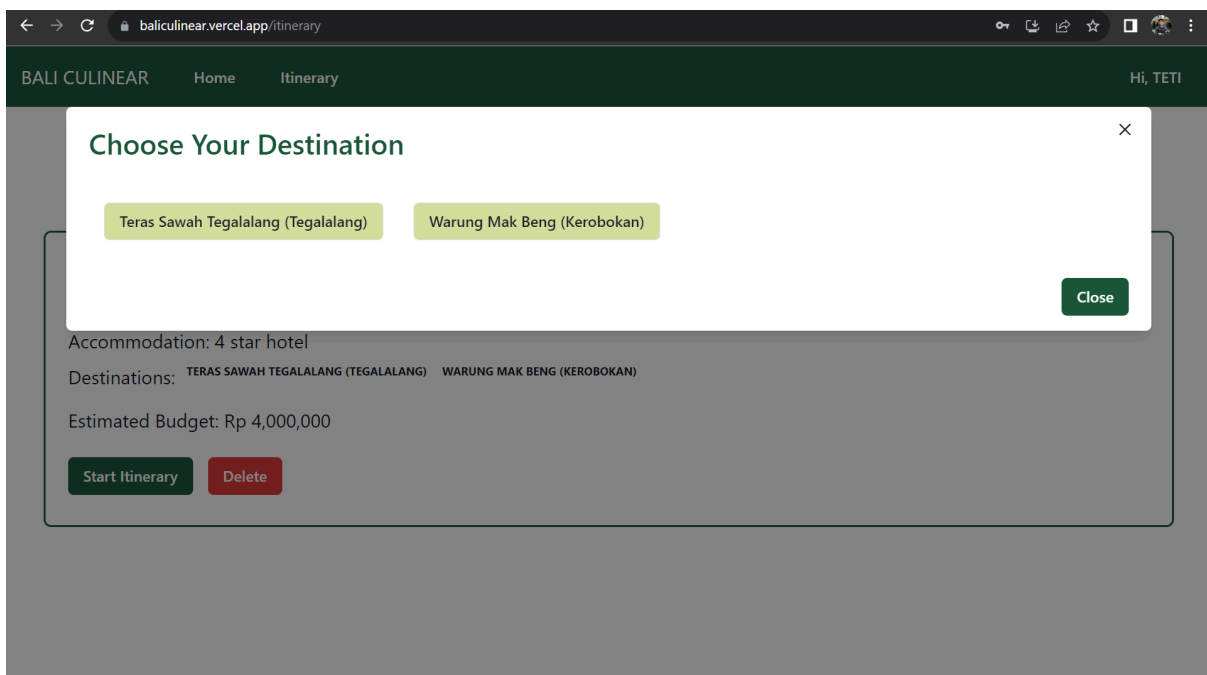 baliculinear.vercel.app/itinerary
BALI CULINEAR Home Itinerary Hi, TETI
Choose Your Destination
Teras Sawah Tegalalang (Tegalalang) Warung Mak Beng (Kerobokan)
Close
Accommodation: 4 star hotel
Destinations: TERAS SAWAH TEGALALANG (TEGALALANG) WARUNG MAK BENG (KEROBOKAN)
Estimated Budget: Rp 4,000,000
Start Itinerary Delete